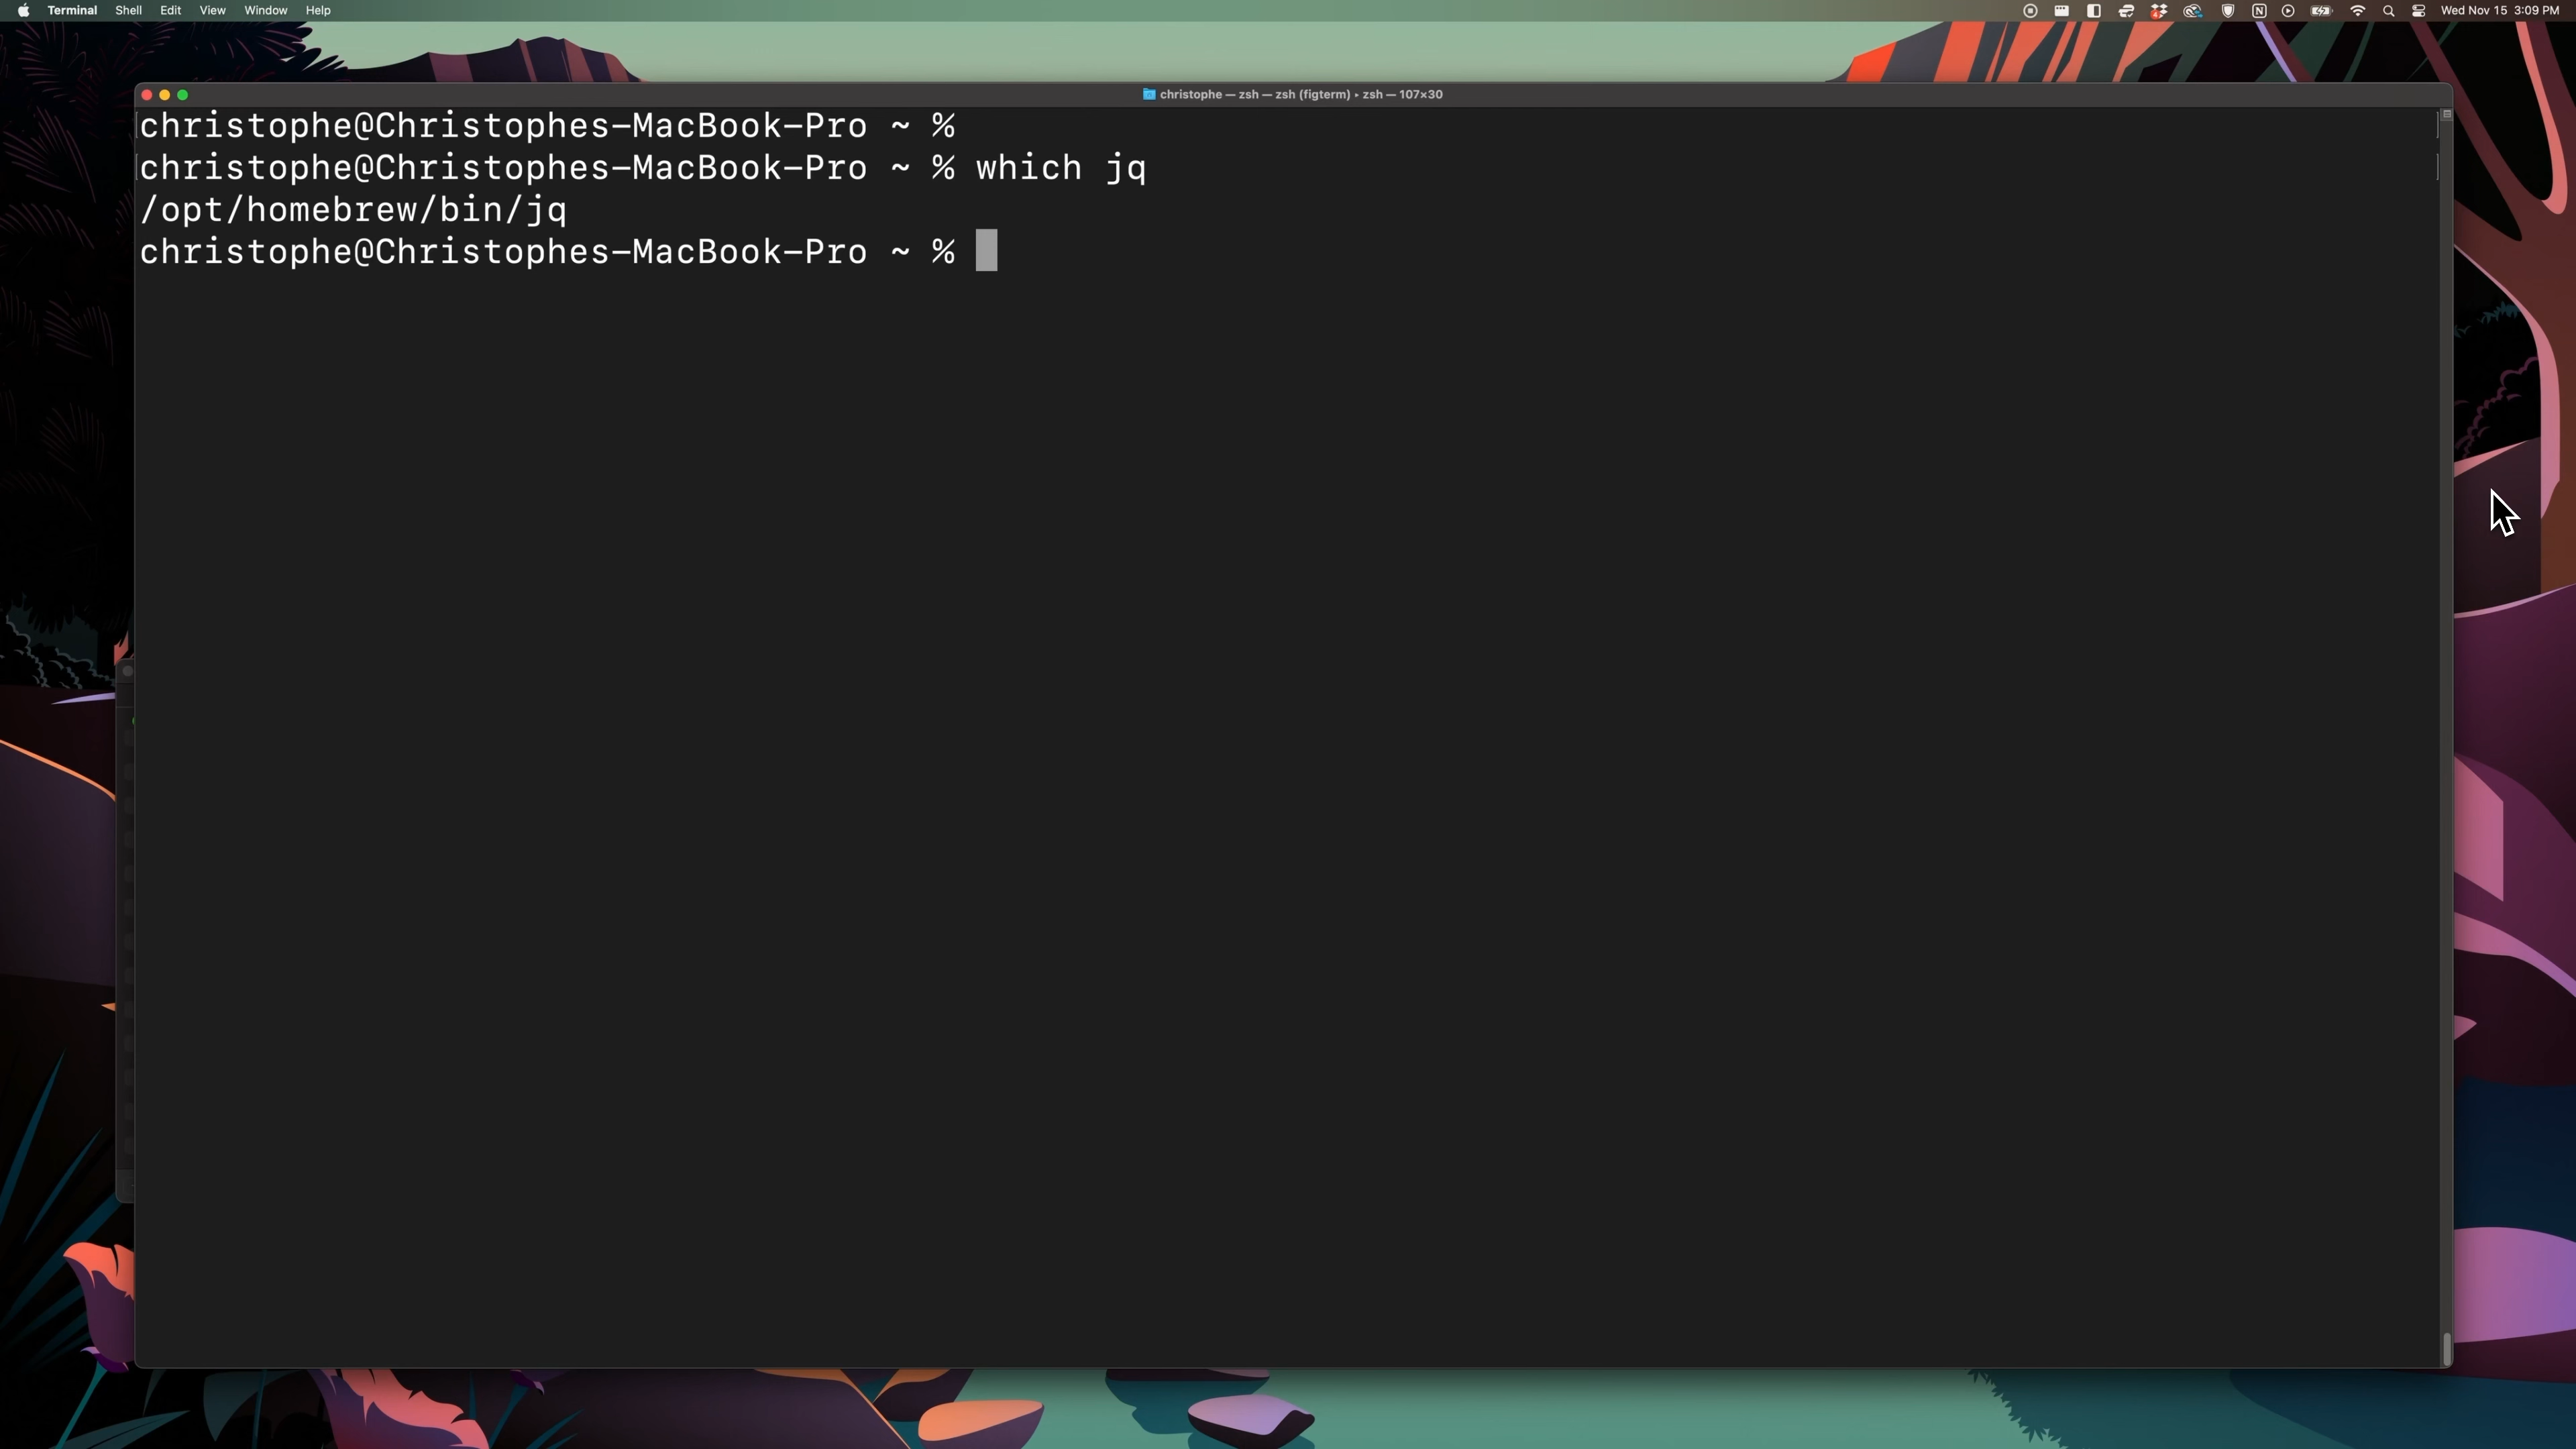 Terminal Shell Edit View Window Help Wed Nov 15 3:09 PM
christophe — zsh — zsh (figterm) ▸ zsh — 107×30
christophe@Christophes-MacBook-Pro ~ %
christophe@Christophes-MacBook-Pro ~ % which jq
/opt/homebrew/bin/jq
christophe@Christophes-MacBook-Pro ~ %